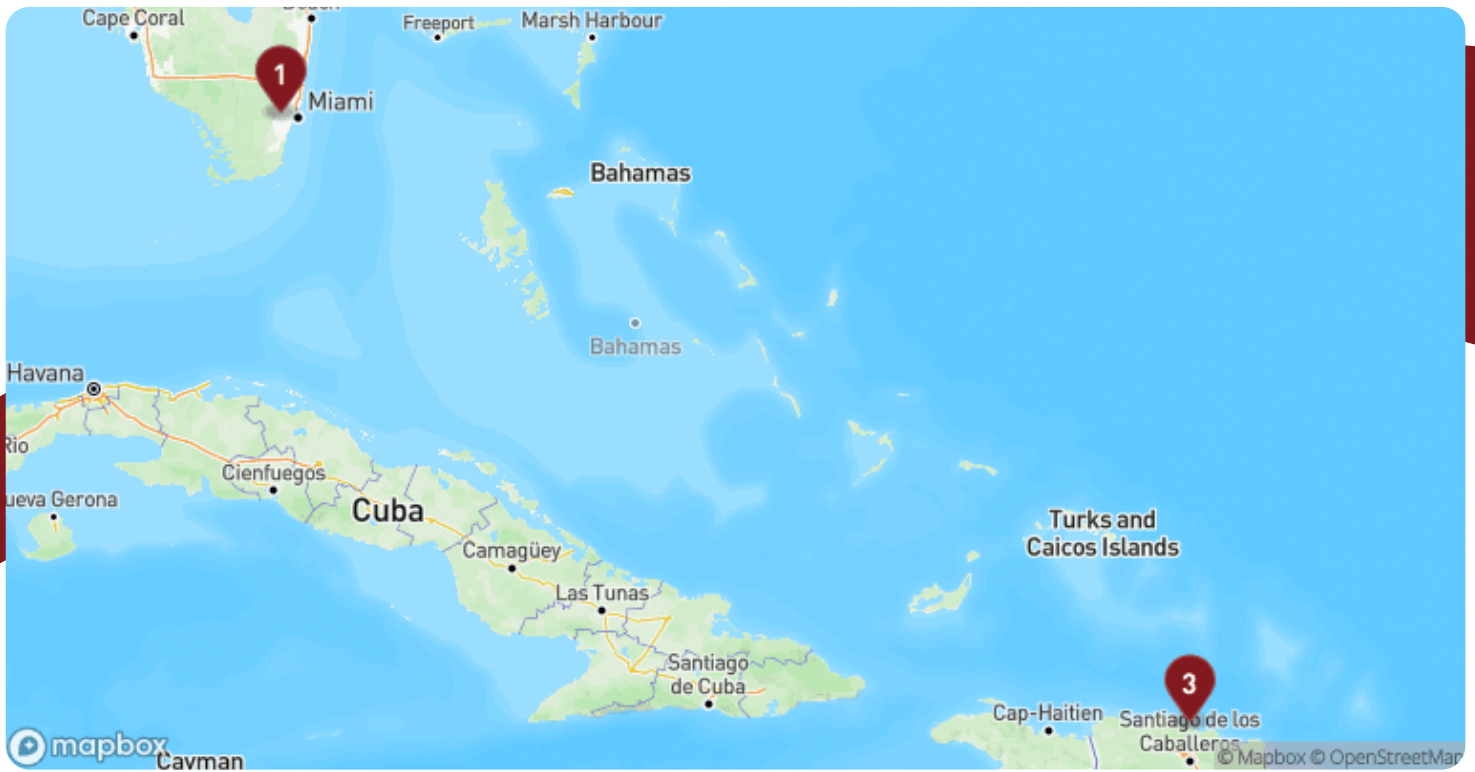 Cape Coral
Freeport
Marsh Harbour
1
Miami
Bahamas
Bahamas
Havana
Rio
Cienfuegos
ueva Gerona
Cuba
Turks and
Caicos Islands
Camagüey
Las Tunas
Santiago
de Cuba
3
Cap-Haitien
Santiago de los
Caballeros
mapbox
© Mapbox © OpenStreetMap
Cayman